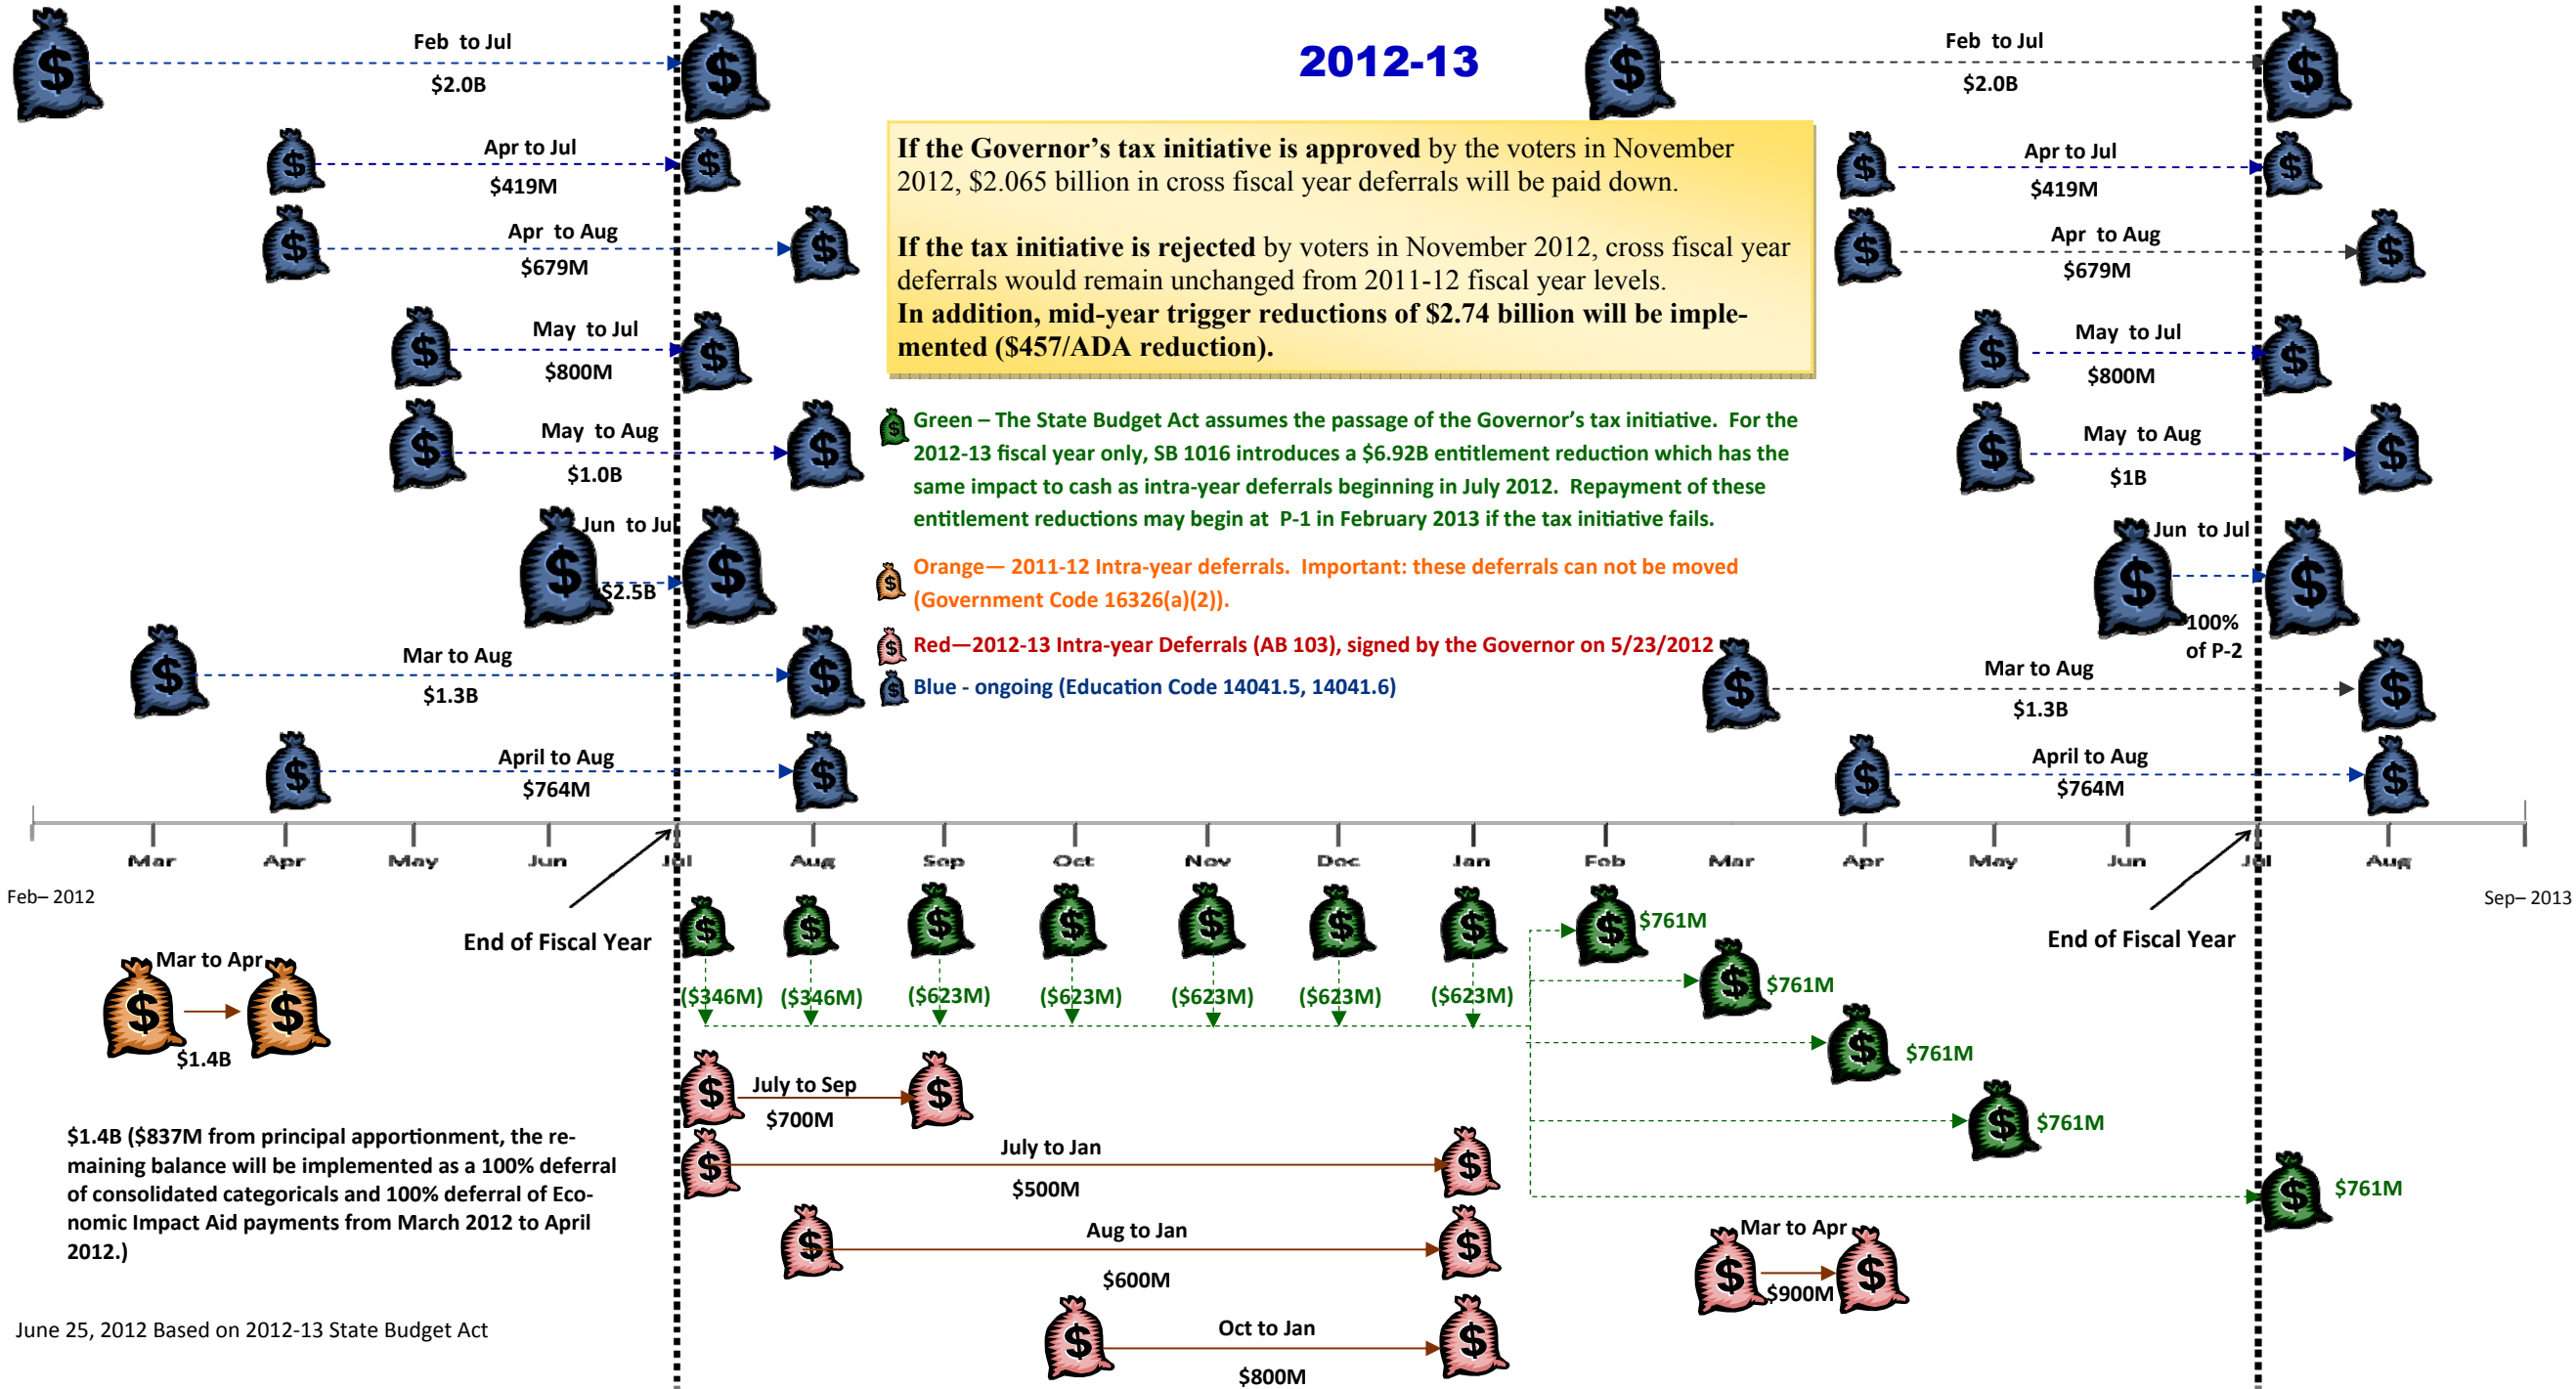 2012-13
Feb to Jul
$2.0B
Apr to Jul
$419M
Apr to Aug
$679M
May to Jul
$800M
May to Aug
$1.0B
Jun to Jul
$2.5B
Mar to Aug
$1.3B
April to Aug
$764M
If the Governor’s tax initiative is approved by the voters in November
2012, $2.065 billion in cross fiscal year deferrals will be paid down.
If the tax initiative is rejected by voters in November 2012, cross fiscal year
deferrals would remain unchanged from 2011-12 fiscal year levels.
In addition, mid-year trigger reductions of $2.74 billion will be imple-
mented ($457/ADA reduction).
Green – The State Budget Act assumes the passage of the Governor’s tax initiative. For the
2012-13 fiscal year only, SB 1016 introduces a $6.92B entitlement reduction which has the
same impact to cash as intra-year deferrals beginning in July 2012. Repayment of these
entitlement reductions may begin at P-1 in February 2013 if the tax initiative fails.
Orange— 2011-12 Intra-year deferrals. Important: these deferrals can not be moved
(Government Code 16326(a)(2)).
Red—2012-13 Intra-year Deferrals (AB 103), signed by the Governor on 5/23/2012
Blue - ongoing (Education Code 14041.5, 14041.6)
Feb to Jul
$2.0B
Apr to Jul
$419M
Apr to Aug
$679M
May to Jul
$800M
May to Aug
$1B
Jun to Jul
100%
of P-2
Mar to Aug
$1.3B
April to Aug
$764M
Mar Apr May Jun Jul Aug Sep Oct Nov Dec Jan Feb Mar Apr May Jun Jul Aug
Feb– 2012
Sep– 2013
End of Fiscal Year
End of Fiscal Year
Mar to Apr
$1.4B
$1.4B ($837M from principal apportionment, the re-
maining balance will be implemented as a 100% deferral
of consolidated categoricals and 100% deferral of Eco-
nomic Impact Aid payments from March 2012 to April
2012.)
($346M) ($346M) ($623M) ($623M) ($623M) ($623M) ($623M)
$761M
$761M
$761M
$761M
$761M
July to Sep
$700M
July to Jan
$500M
Aug to Jan
$600M
Oct to Jan
$800M
Mar to Apr
$900M
June 25, 2012 Based on 2012-13 State Budget Act